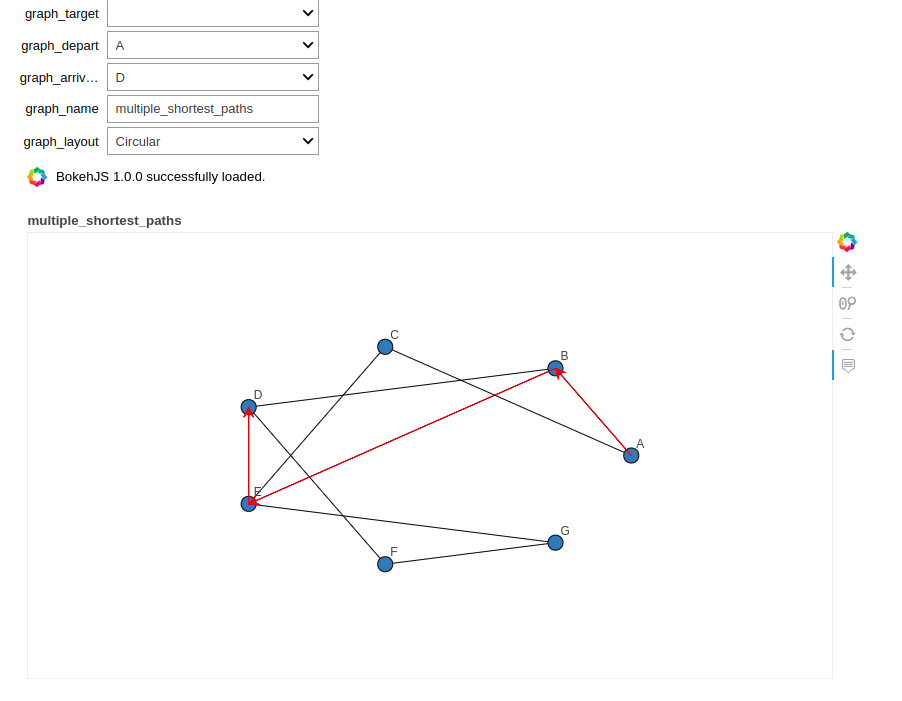 graph_target
graph_depart A
graph_arriv… D
graph_name multiple_shortest_paths
graph_layout Circular
BokehJS 1.0.0 successfully loaded.
multiple_shortest_paths
C
B
D
A
E
G
F